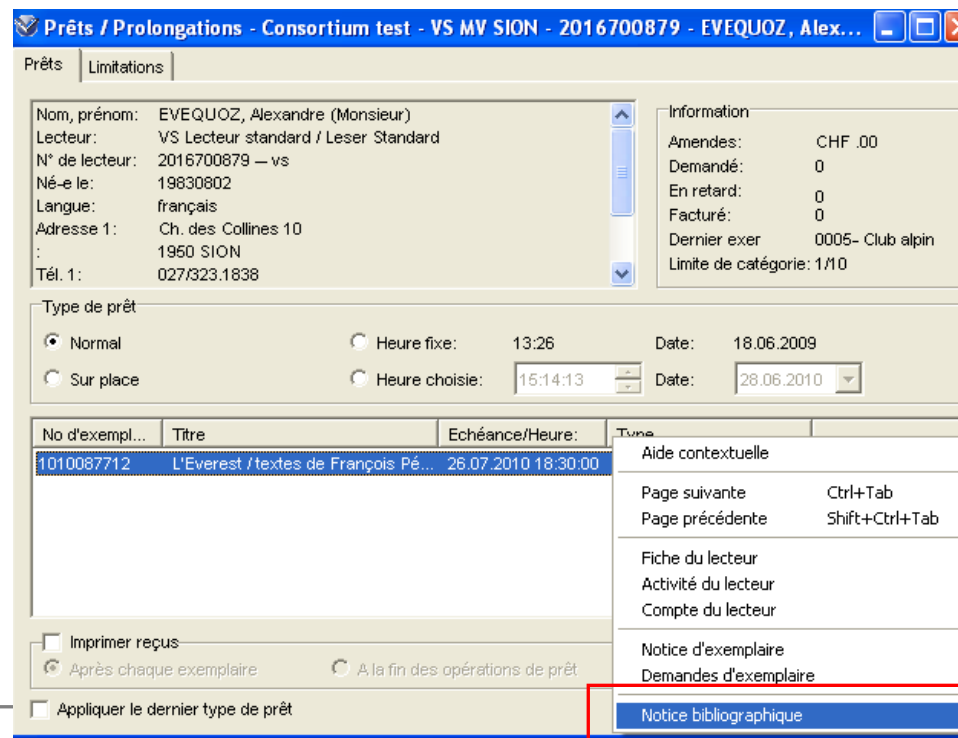 Prêts / Prolongations - Consortium test - VS MV SION - 2016700879 - EVEQUOZ, Alex...
Prêts Limitations
Nom, prénom: EVEQUOZ, Alexandre (Monsieur)
Lecteur: VS Lecteur standard / Leser Standard
N° de lecteur: 2016700879 -- vs
Né-e le: 19830802
Langue: français
Adresse 1: Ch. des Collines 10
: 1950 SION
Tél. 1: 027/323.1838
Information
Amendes: CHF .00
Demandé: 0
En retard: 0
Facturé: 0
Dernier exer 0005- Club alpin
Limite de catégorie: 1/10
Type de prêt
Normal Heure fixe: 13:26 Date: 18.06.2009
Sur place Heure choisie: 15:14:13 Date: 28.06.2010
No d'exempl... Titre Echéance/Heure: Type
1010087712 L'Everest / textes de François Pé... 26.07.2010 18:30:00
Aide contextuelle
Page suivante Ctrl+Tab
Page précédente Shift+Ctrl+Tab
Fiche du lecteur
Activité du lecteur
Compte du lecteur
Notice d'exemplaire
Demandes d'exemplaire
Notice bibliographique
Imprimer reçus
Après chaque exemplaire A la fin des opérations de prêt
Appliquer le dernier type de prêt